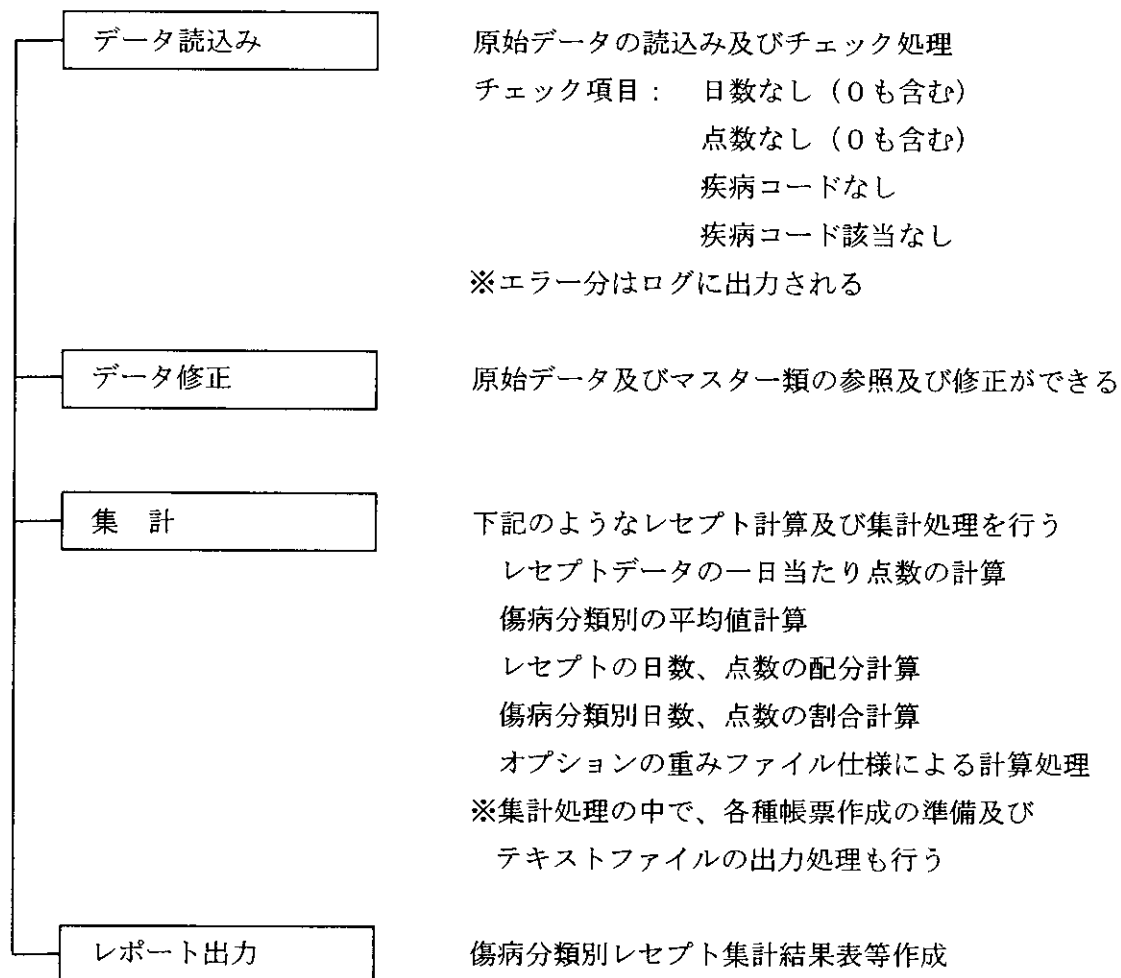 データ読込み 原始データの読込み及びチェック処理
チェック項目： 日数なし（０も含む）
点数なし（０も含む）
疾病コードなし
疾病コード該当なし
※エラー分はログに出力される
データ修正 原始データ及びマスター類の参照及び修正ができる
集　計 下記のようなレセプト計算及び集計処理を行う
レセプトデータの一日当たり点数の計算
傷病分類別の平均値計算
レセプトの日数、点数の配分計算
傷病分類別日数、点数の割合計算
オプションの重みファイル仕様による計算処理
※集計処理の中で、各種帳票作成の準備及び
テキストファイルの出力処理も行う
レポート出力 傷病分類別レセプト集計結果表等作成